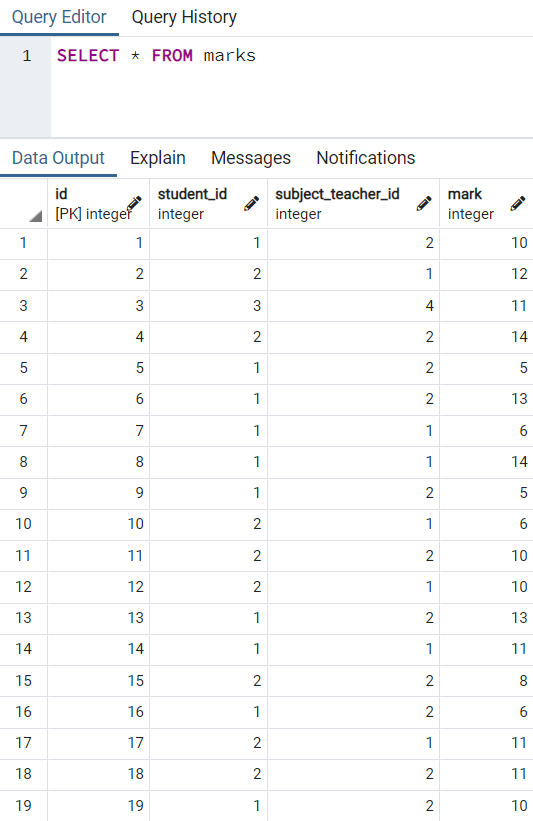 Query Editor Query History
1 SELECT * FROM marks
Data Output Explain Messages Notifications
id student_id subject_teacher_id mark
[PK] integer integer integer integer
1 1 1 2 10
2 2 2 1 12
3 3 3 4 11
4 4 2 2 14
5 5 1 2 5
6 6 1 2 13
7 7 1 1 6
8 8 1 1 14
9 9 1 2 5
10 10 2 1 6
11 11 2 2 10
12 12 2 1 10
13 13 1 2 13
14 14 1 1 11
15 15 2 2 8
16 16 1 2 6
17 17 2 1 11
18 18 2 2 11
19 19 1 2 10